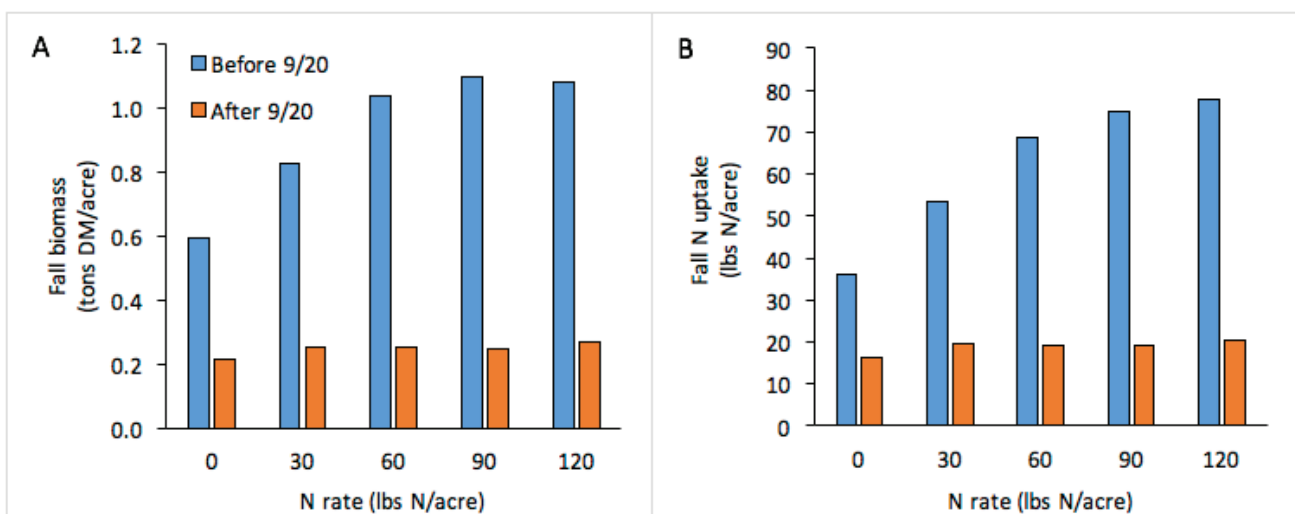 A
Before 9/20
After 9/20
Fall biomass
(tons DM/acre)
1.2
1.0
0.8
0.6
0.4
0.2
0.0
0 30 60 90 120
N rate (lbs N/acre)
B
Fall N uptake
(lbs N/acre)
90
80
70
60
50
40
30
20
10
0
0 30 60 90 120
N rate (lbs N/acre)